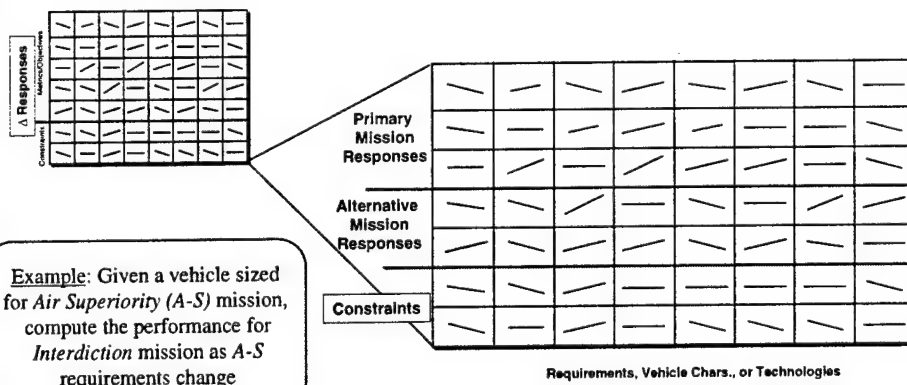 Δ Responses
Metrics/Objectives
Constraints
Primary
Mission
Responses
Alternative
Mission
Responses
Constraints
Example: Given a vehicle sized
for Air Superiority (A-S) mission,
compute the performance for
Interdiction mission as A-S
requirements change
Requirements, Vehicle Chars., or Technologies